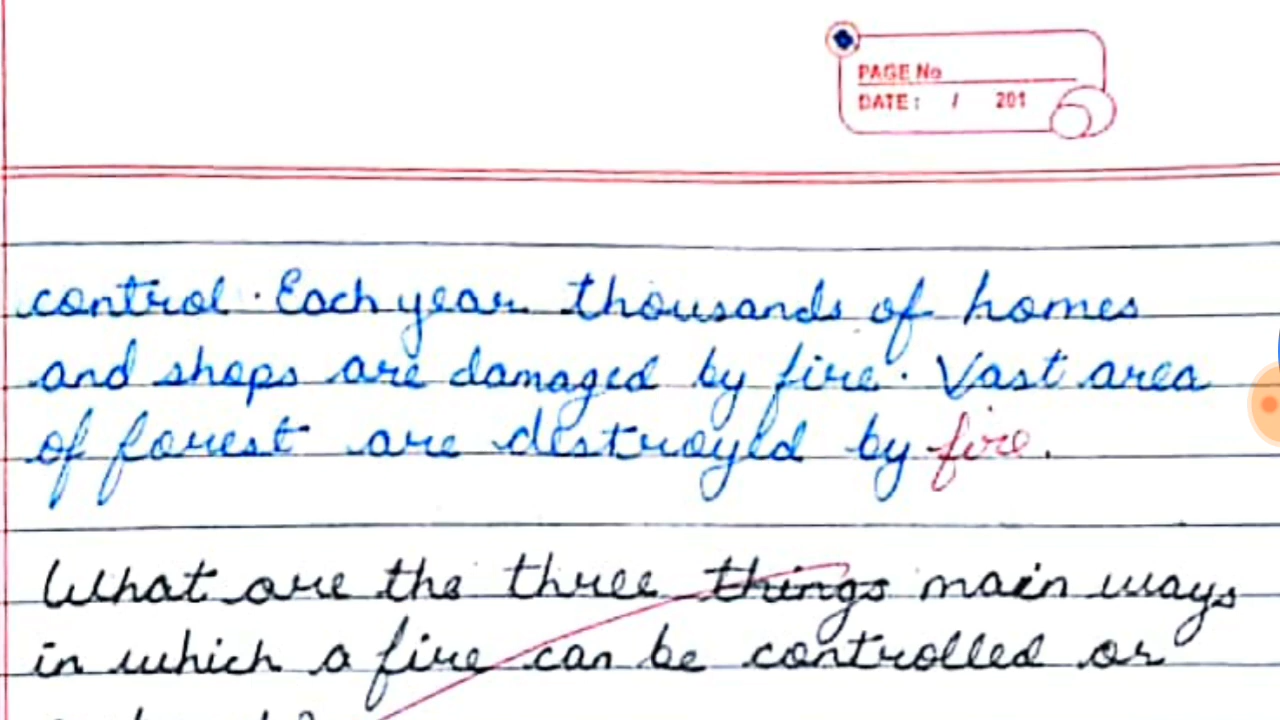 PAGE No
DATE: / 201
control. Each year thousands of homes
and shops are damaged by fire. Vast area
of forest are destroyed by fire.
What are the three things main ways
in which a fire can be controlled or